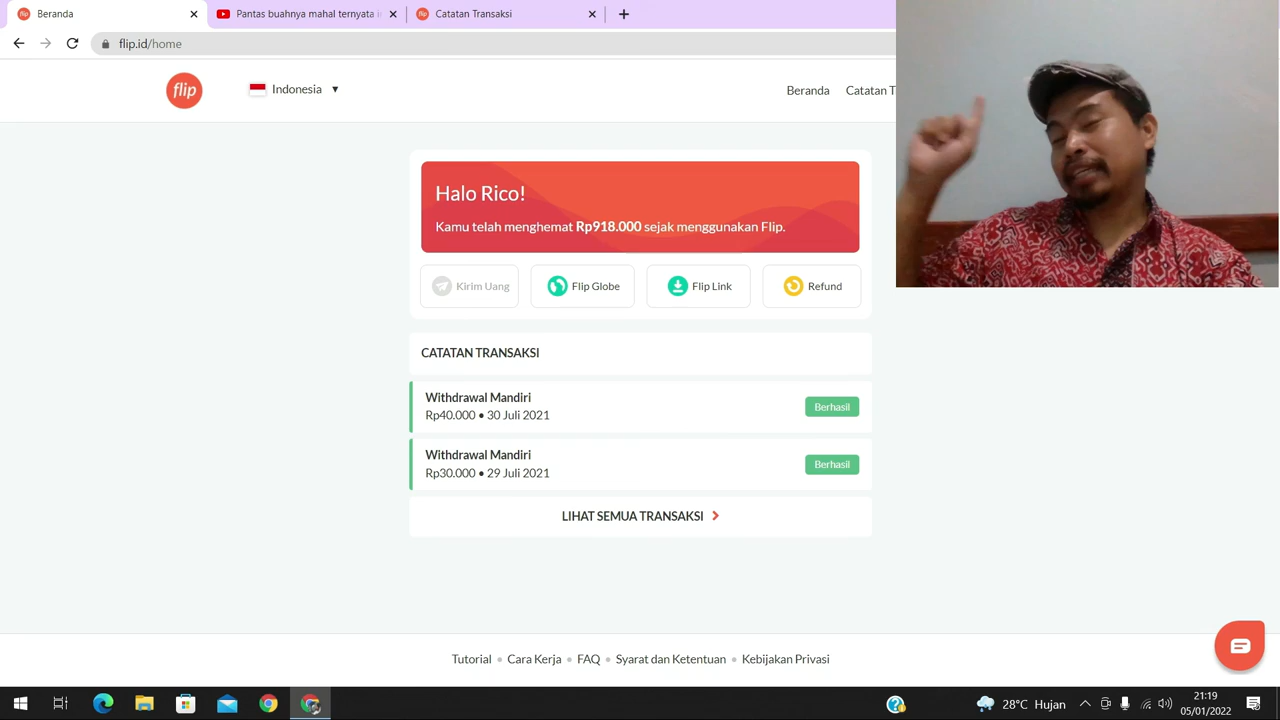 Beranda
Pantas buahnya mahal ternyata
Catatan Transaksi
flip.id/home
flip
Indonesia
Beranda
Catatan T
Halo Rico!
Kamu telah menghemat Rp918.000 sejak menggunakan Flip.
Kirim Uang
Flip Globe
Flip Link
Refund
CATATAN TRANSAKSI
Withdrawal Mandiri
Rp40.000 • 30 Juli 2021
Berhasil
Withdrawal Mandiri
Rp30.000 • 29 Juli 2021
Berhasil
LIHAT SEMUA TRANSAKSI
Tutorial • Cara Kerja • FAQ • Syarat dan Ketentuan • Kebijakan Privasi
28°C Hujan
21:19
05/01/2022